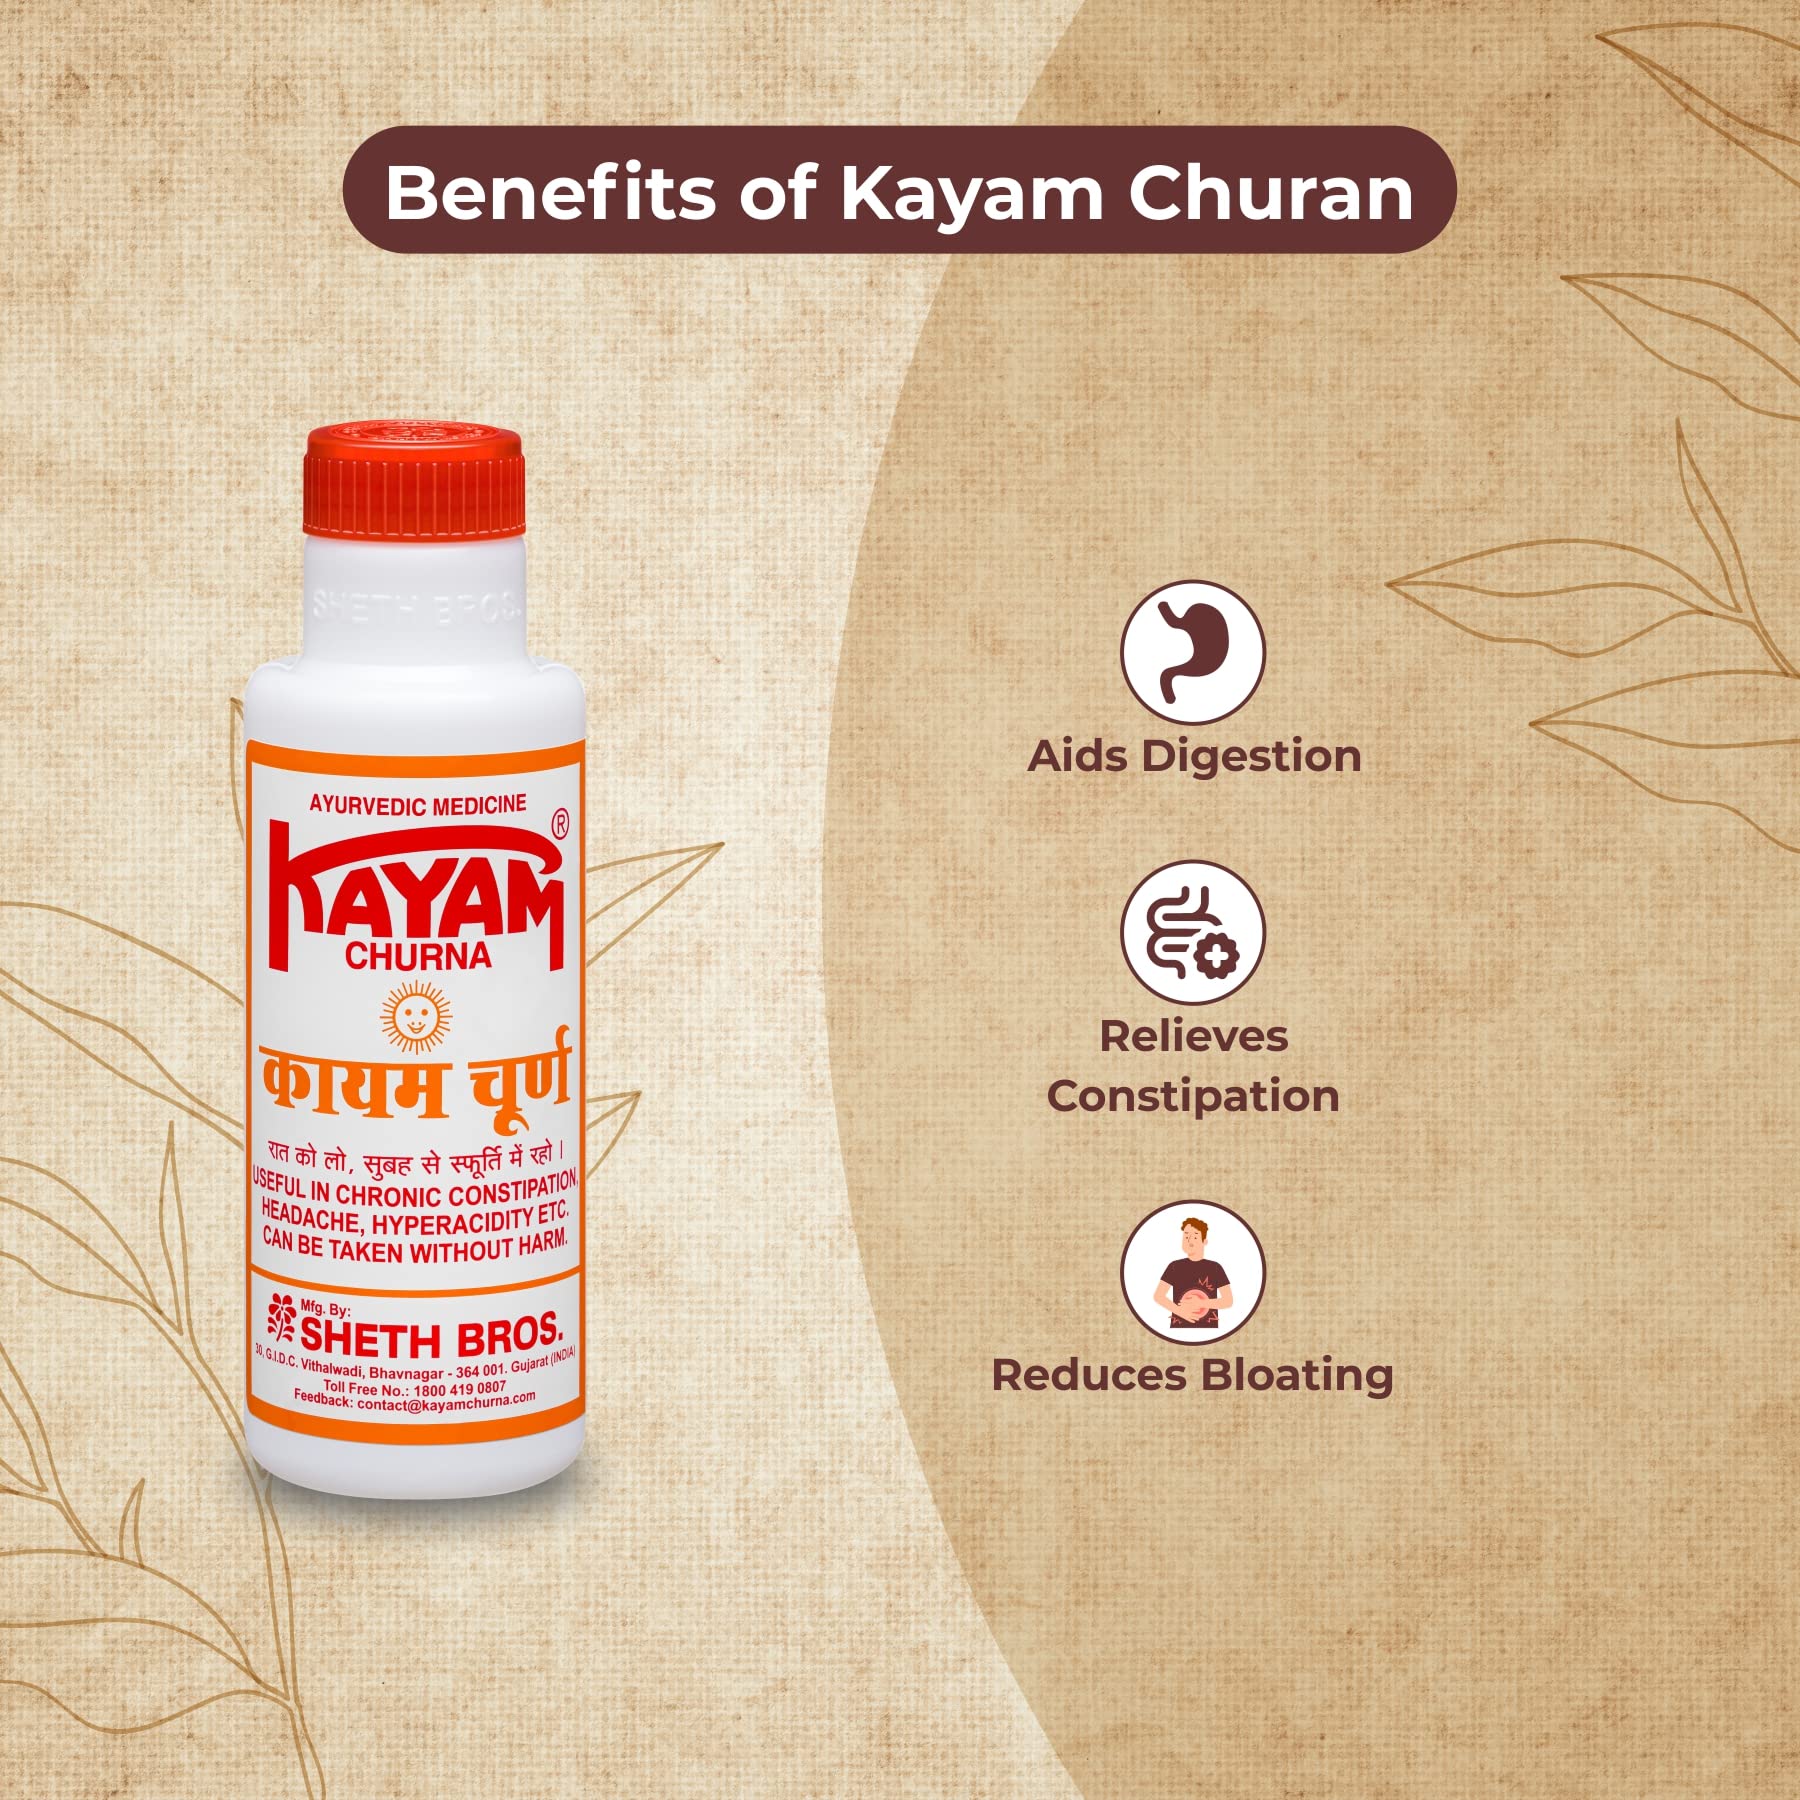 Benefits of Kayam Churan
SHETH BROS.
AYURVEDIC MEDICINE
KAYAM®
CHURNA
कायम चूर्ण
रात को लो, सुबह से स्फूर्ति में रहो |
USEFUL IN CHRONIC CONSTIPATION,
HEADACHE, HYPERACIDITY ETC.
CAN BE TAKEN WITHOUT HARM.
Mfg. By:
SHETH BROS.
30, G.I.D.C. Vithalwadi, Bhavnagar - 364 001. Gujarat (INDIA)
Toll Free No.: 1800 419 0807
Feedback: contact@kayamchurna.com
Aids Digestion
Relieves
Constipation
Reduces Bloating